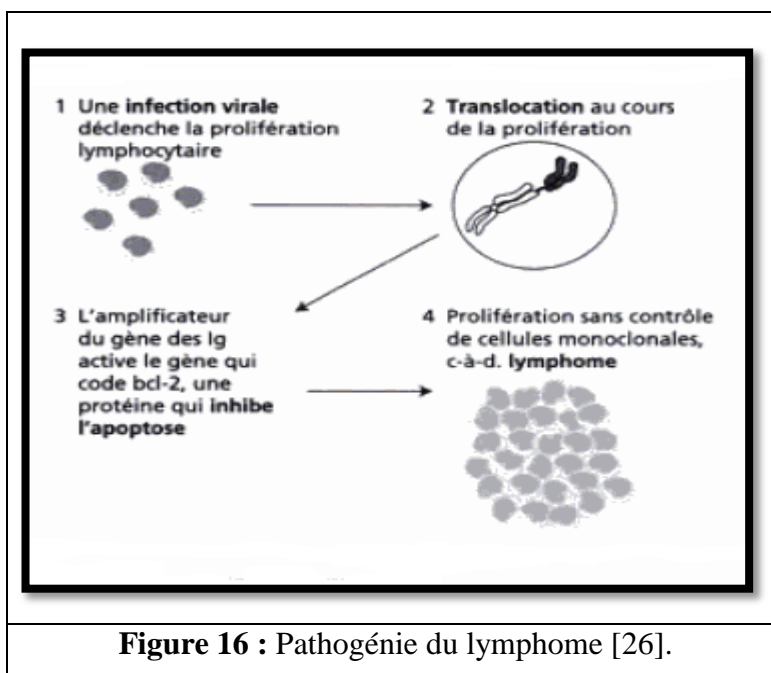 1 Une infection virale
déclenche la prolifération
lymphocytaire
2 Translocation au cours
de la prolifération
3 L'amplificateur
du gène des Ig
active le gène qui
code bcl-2, une
protéine qui inhibe
l'apoptose
4 Prolifération sans contrôle
de cellules monoclonales,
c-à-d. lymphome
Figure 16 : Pathogénie du lymphome [26].